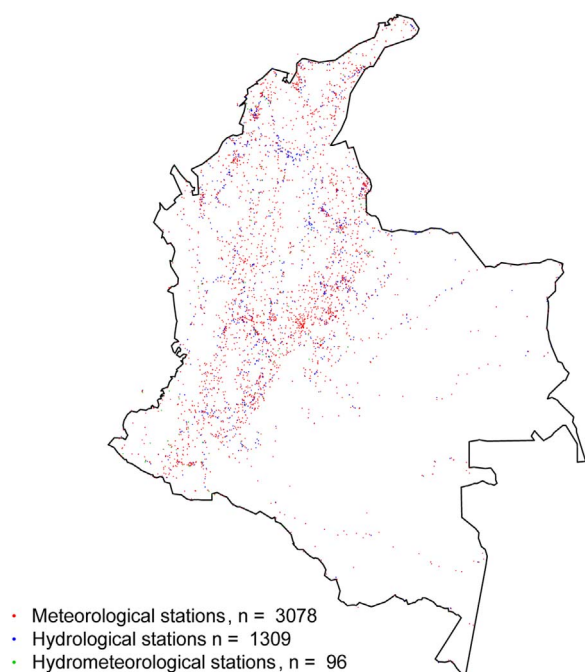 Meteorological stations, n = 3078
Hydrological stations n = 1309
Hydrometeorological stations, n = 96